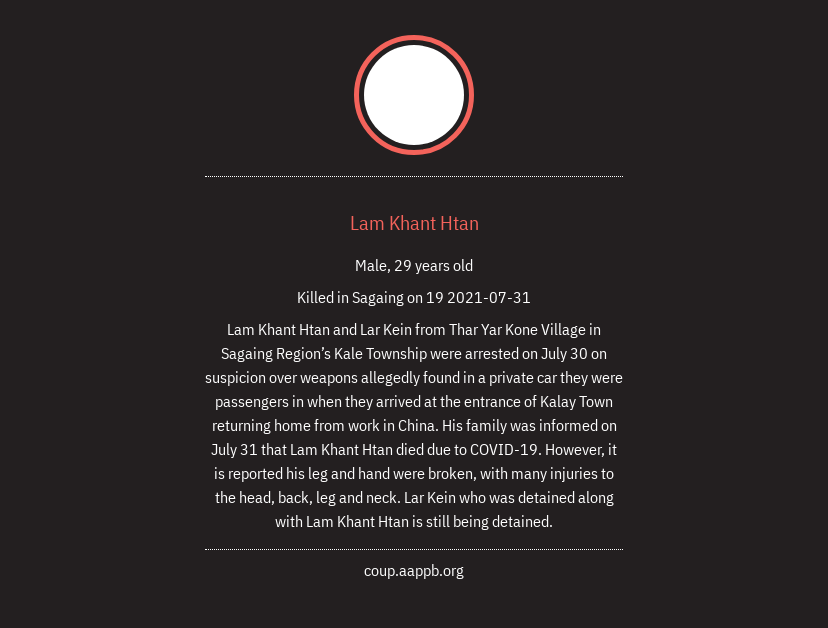 Lam Khant Htan
Male, 29 years old
Killed in Sagaing on 19 2021-07-31
Lam Khant Htan and Lar Kein from Thar Yar Kone Village in
Sagaing Region’s Kale Township were arrested on July 30 on
suspicion over weapons allegedly found in a private car they were
passengers in when they arrived at the entrance of Kalay Town
returning home from work in China. His family was informed on
July 31 that Lam Khant Htan died due to COVID-19. However, it
is reported his leg and hand were broken, with many injuries to
the head, back, leg and neck. Lar Kein who was detained along
with Lam Khant Htan is still being detained.
coup.aappb.org